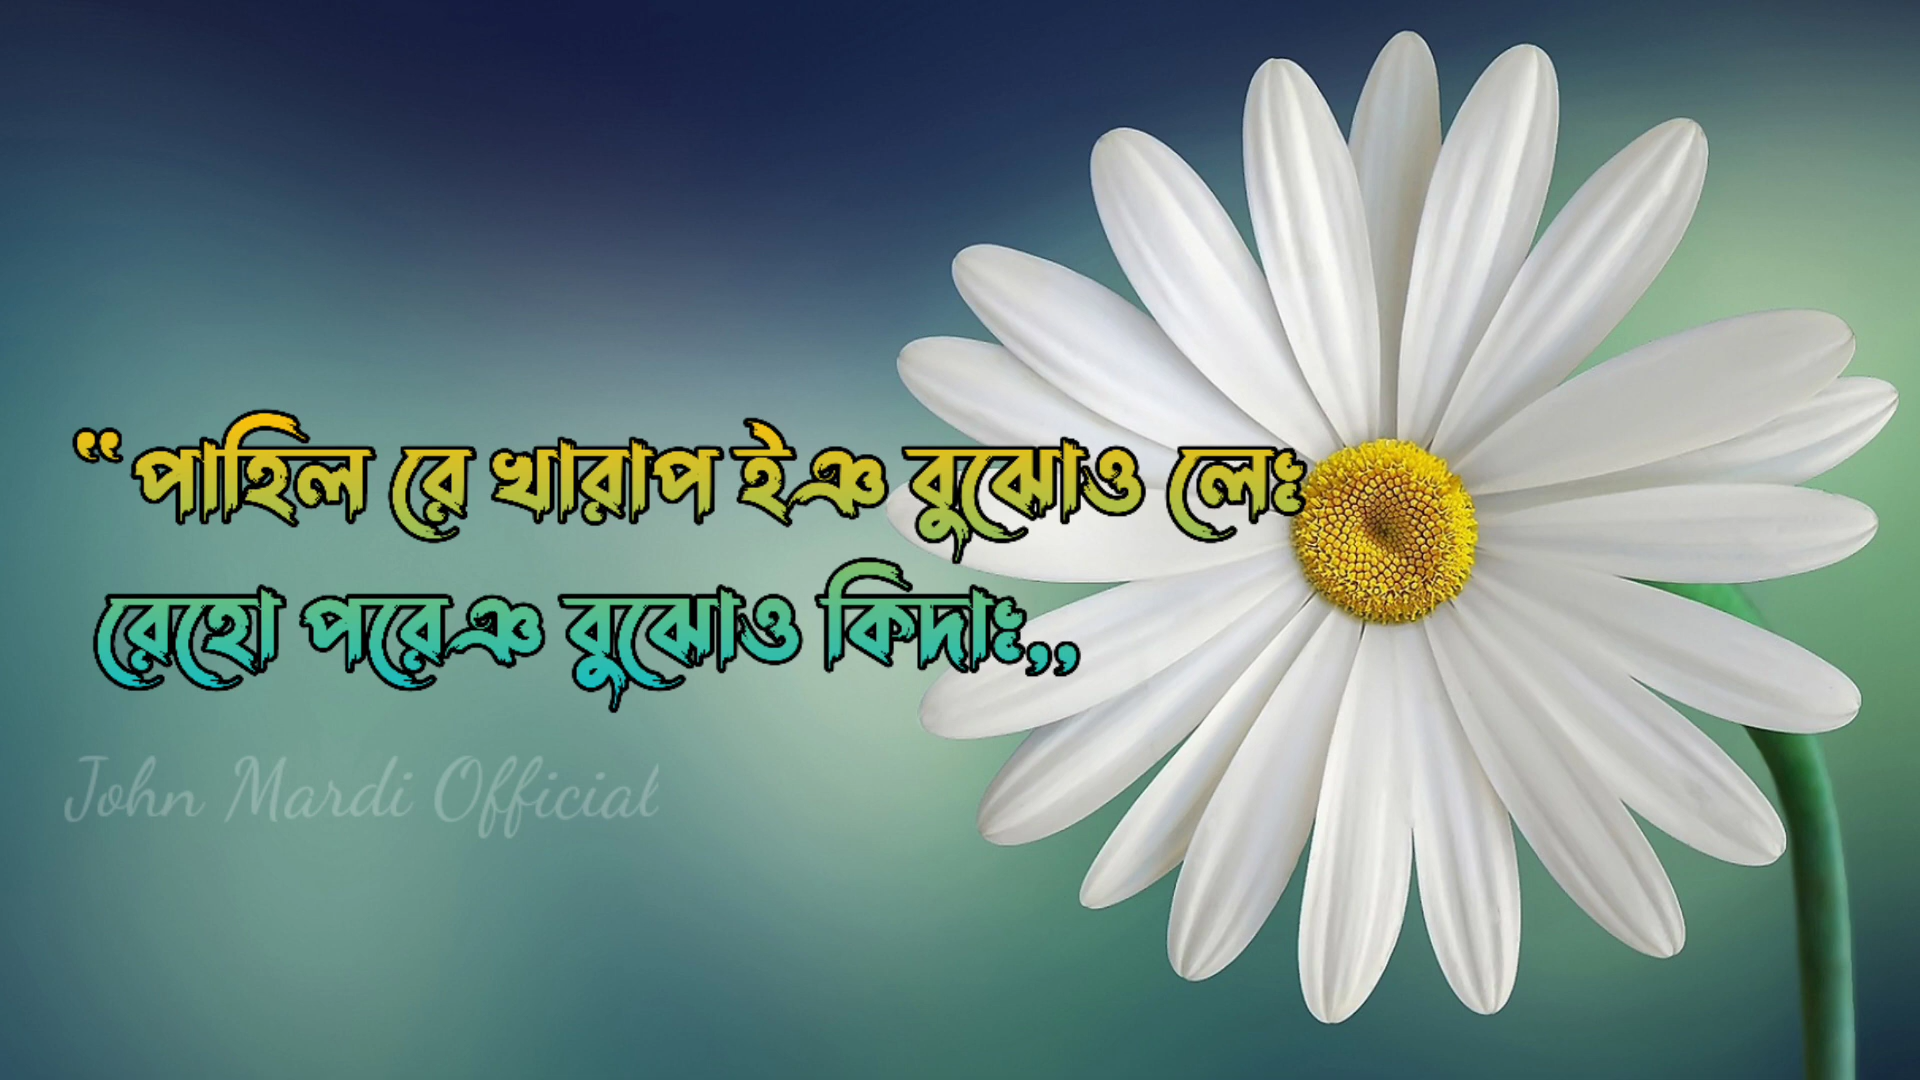 “পাহিল রে খারাপ ইঞ বুঝোও লেঃ
রেহো পরেঞ বুঝোও কিদাঃ,,
John Mardi Official